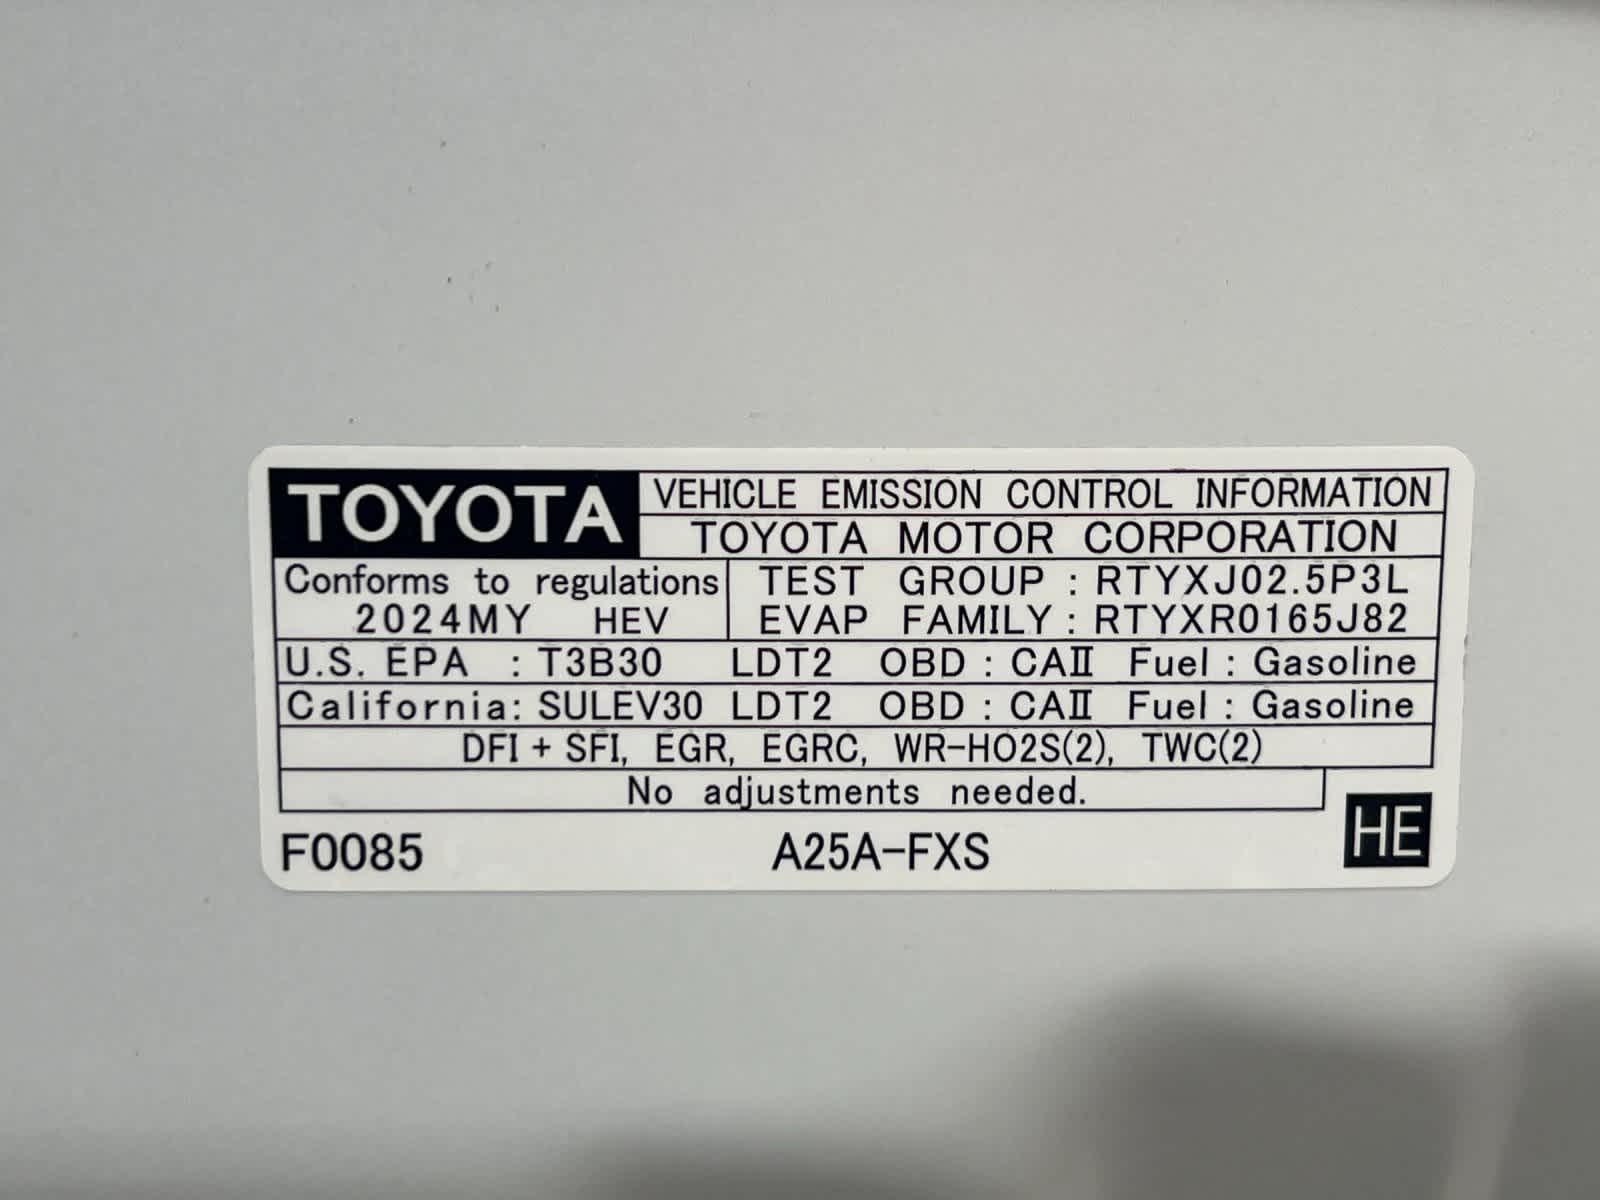 TOYOTA VEHICLE EMISSION CONTROL INFORMATION
TOYOTA MOTOR CORPORATION
Conforms to regulations TEST GROUP : RTYXJ02.5P3L
2024MY HEV EVAP FAMILY : RTYXR0165J82
U.S. EPA : T3B30 LDT2 OBD : CAⅡ Fuel : Gasoline
California: SULEV30 LDT2 OBD : CAⅡ Fuel : Gasoline
DFI + SFI, EGR, EGRC, WR-HO2S(2), TWC(2)
No adjustments needed.
F0085 A25A-FXS HE